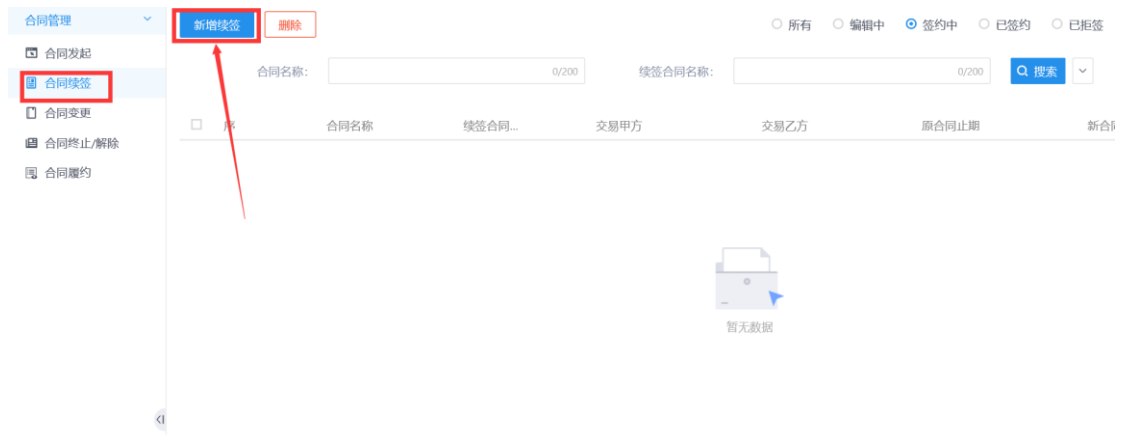 合同管理
合同发起
合同续签
合同变更
合同终止/解除
合同履约
新增续签 删除 所有 编辑中 签约中 已签约 已拒签
合同名称: 0/200 续签合同名称: 0/200 搜索
序 合同名称 续签合同... 交易甲方 交易乙方 原合同止期 新合同
暂无数据